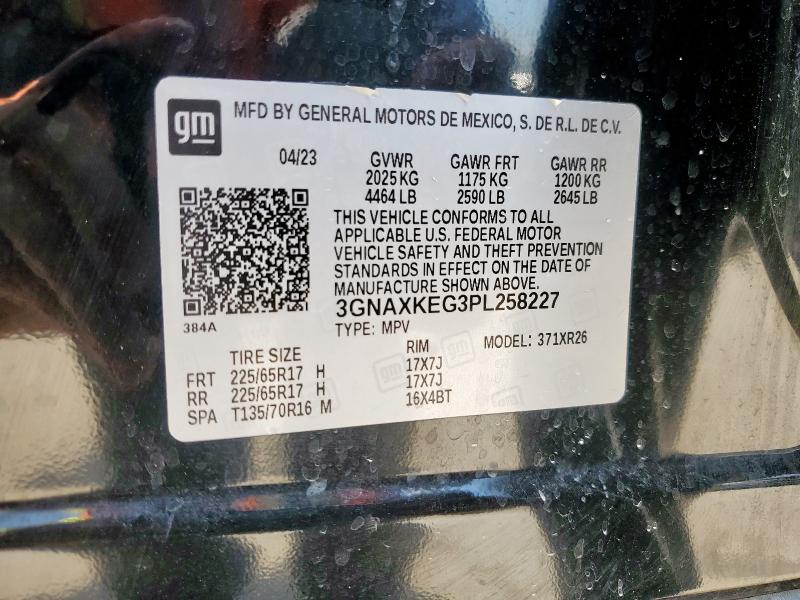 gm MFD BY GENERAL MOTORS DE MEXICO, S. DE R.L. DE C.V.
04/23 GVWR GAWR FRT GAWR RR
2025 KG 1175 KG 1200 KG
4464 LB 2590 LB 2645 LB
THIS VEHICLE CONFORMS TO ALL
APPLICABLE U.S. FEDERAL MOTOR
VEHICLE SAFETY AND THEFT PREVENTION
STANDARDS IN EFFECT ON THE DATE OF
MANUFACTURE SHOWN ABOVE.
3GNAXKEG3PL258227
384A
TYPE: MPV MODEL: 371XR26
TIRE SIZE RIM
FRT 225/65R17 H 17X7J
RR 225/65R17 H 17X7J
SPA T135/70R16 M 16X4BT